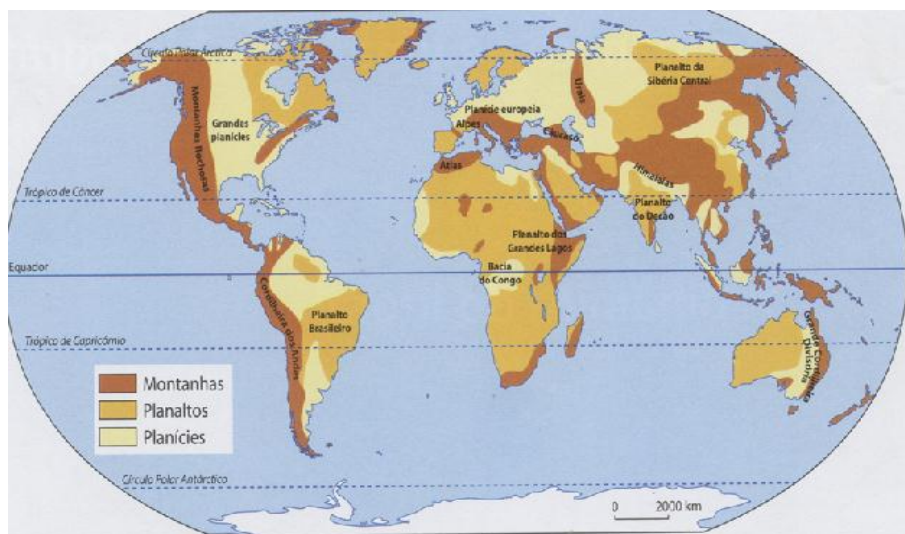 Círculo Polar Árctico
Planalto da
Sibéria Central
Urais
Montanhas Rochosas
Grandes
planícies
Planície europeia
Alpes
Cáucaso
Atlas
Himalaias
Trópico de Câncer
Planalto
do Decão
Planalto dos
Grandes Lagos
Equador
Bacia
do Congo
Cordilheira dos Andes
Planalto
Brasileiro
Grande Cordilheira
Divisória
Trópico de Capricórnio
Montanhas
Planaltos
Planícies
Círculo Polar Antárctico
0 2000 km